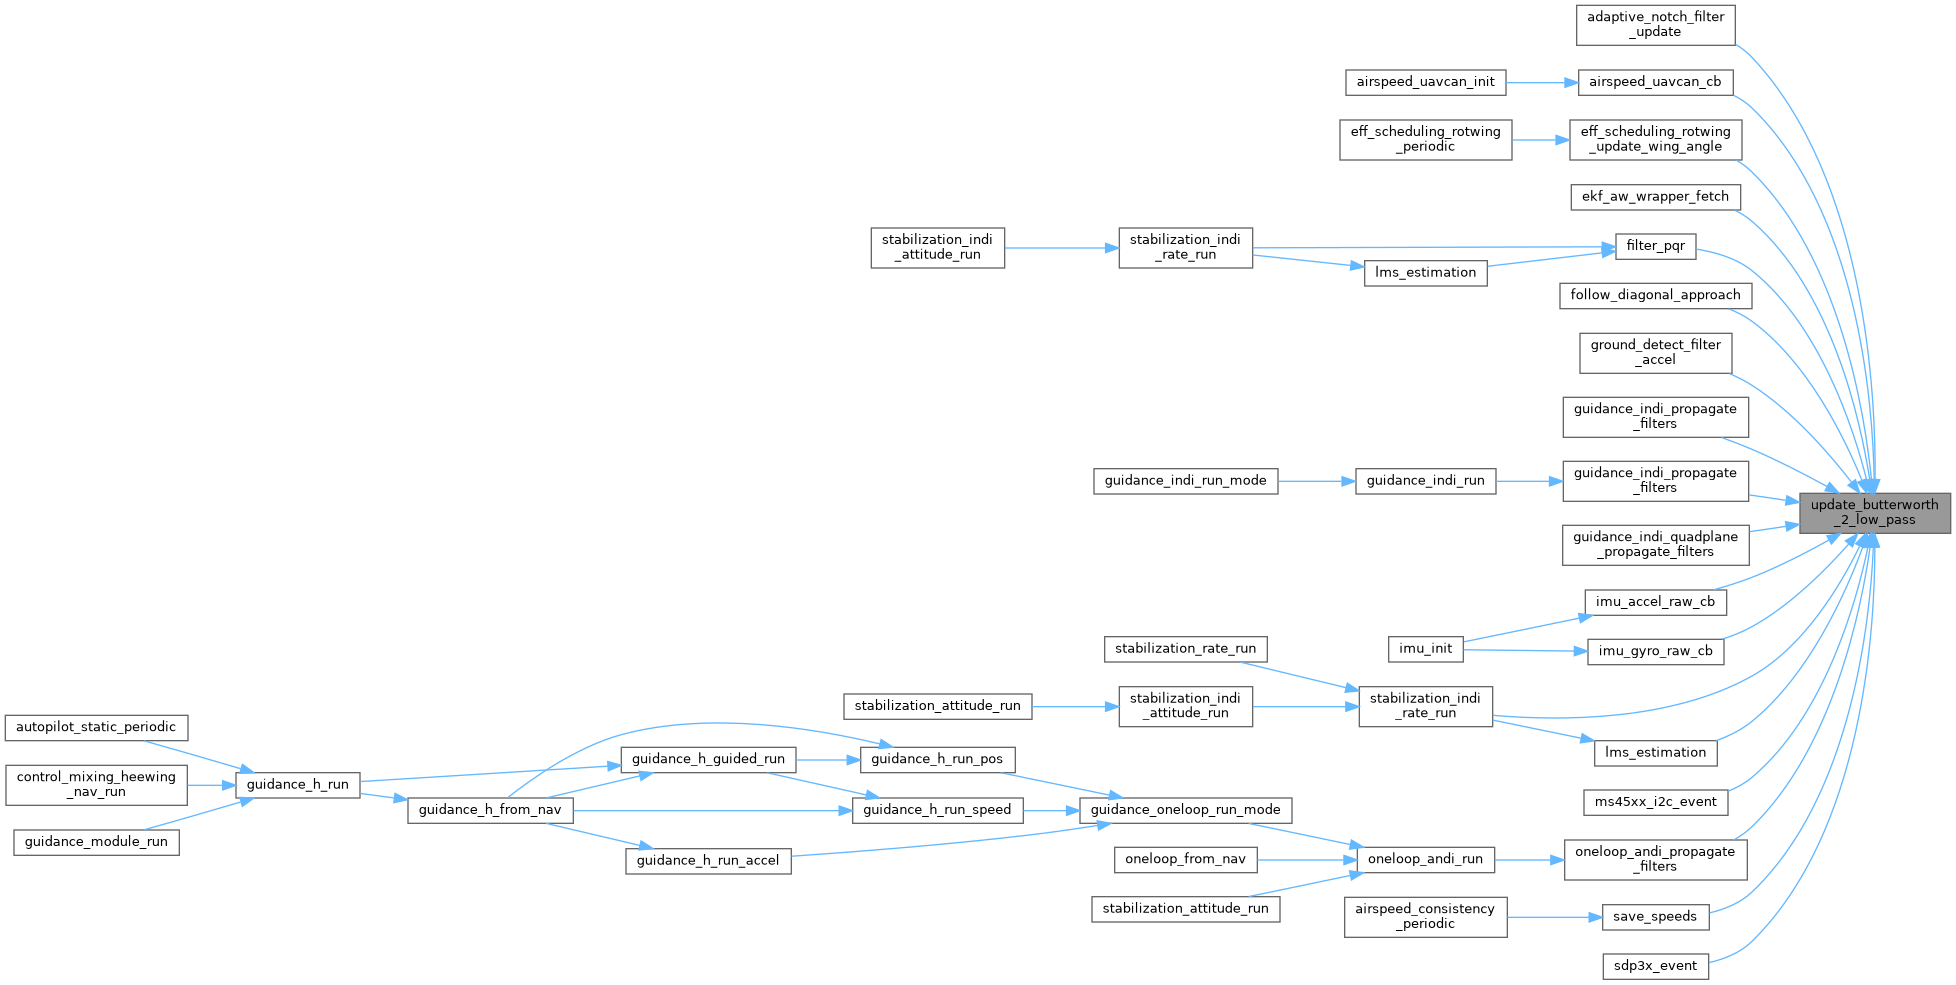 adaptive_notch_filter
_update
airspeed_uavcan_init
airspeed_uavcan_cb
eff_scheduling_rotwing
_periodic
eff_scheduling_rotwing
_update_wing_angle
ekf_aw_wrapper_fetch
stabilization_indi
_attitude_run
stabilization_indi
_rate_run
filter_pqr
lms_estimation
follow_diagonal_approach
ground_detect_filter
_accel
guidance_indi_propagate
_filters
guidance_indi_run_mode
guidance_indi_run
guidance_indi_propagate
_filters
update_butterworth
_2_low_pass
guidance_indi_quadplane
_propagate_filters
imu_accel_raw_cb
imu_init
imu_gyro_raw_cb
stabilization_rate_run
stabilization_attitude_run
stabilization_indi
_attitude_run
stabilization_indi
_rate_run
lms_estimation
autopilot_static_periodic
control_mixing_heewing
_nav_run
guidance_module_run
guidance_h_run
guidance_h_guided_run
guidance_h_from_nav
guidance_h_run_pos
guidance_h_run_speed
guidance_h_run_accel
guidance_oneloop_run_mode
ms45xx_i2c_event
oneloop_from_nav
oneloop_andi_run
oneloop_andi_propagate
_filters
stabilization_attitude_run
airspeed_consistency
_periodic
save_speeds
sdp3x_event